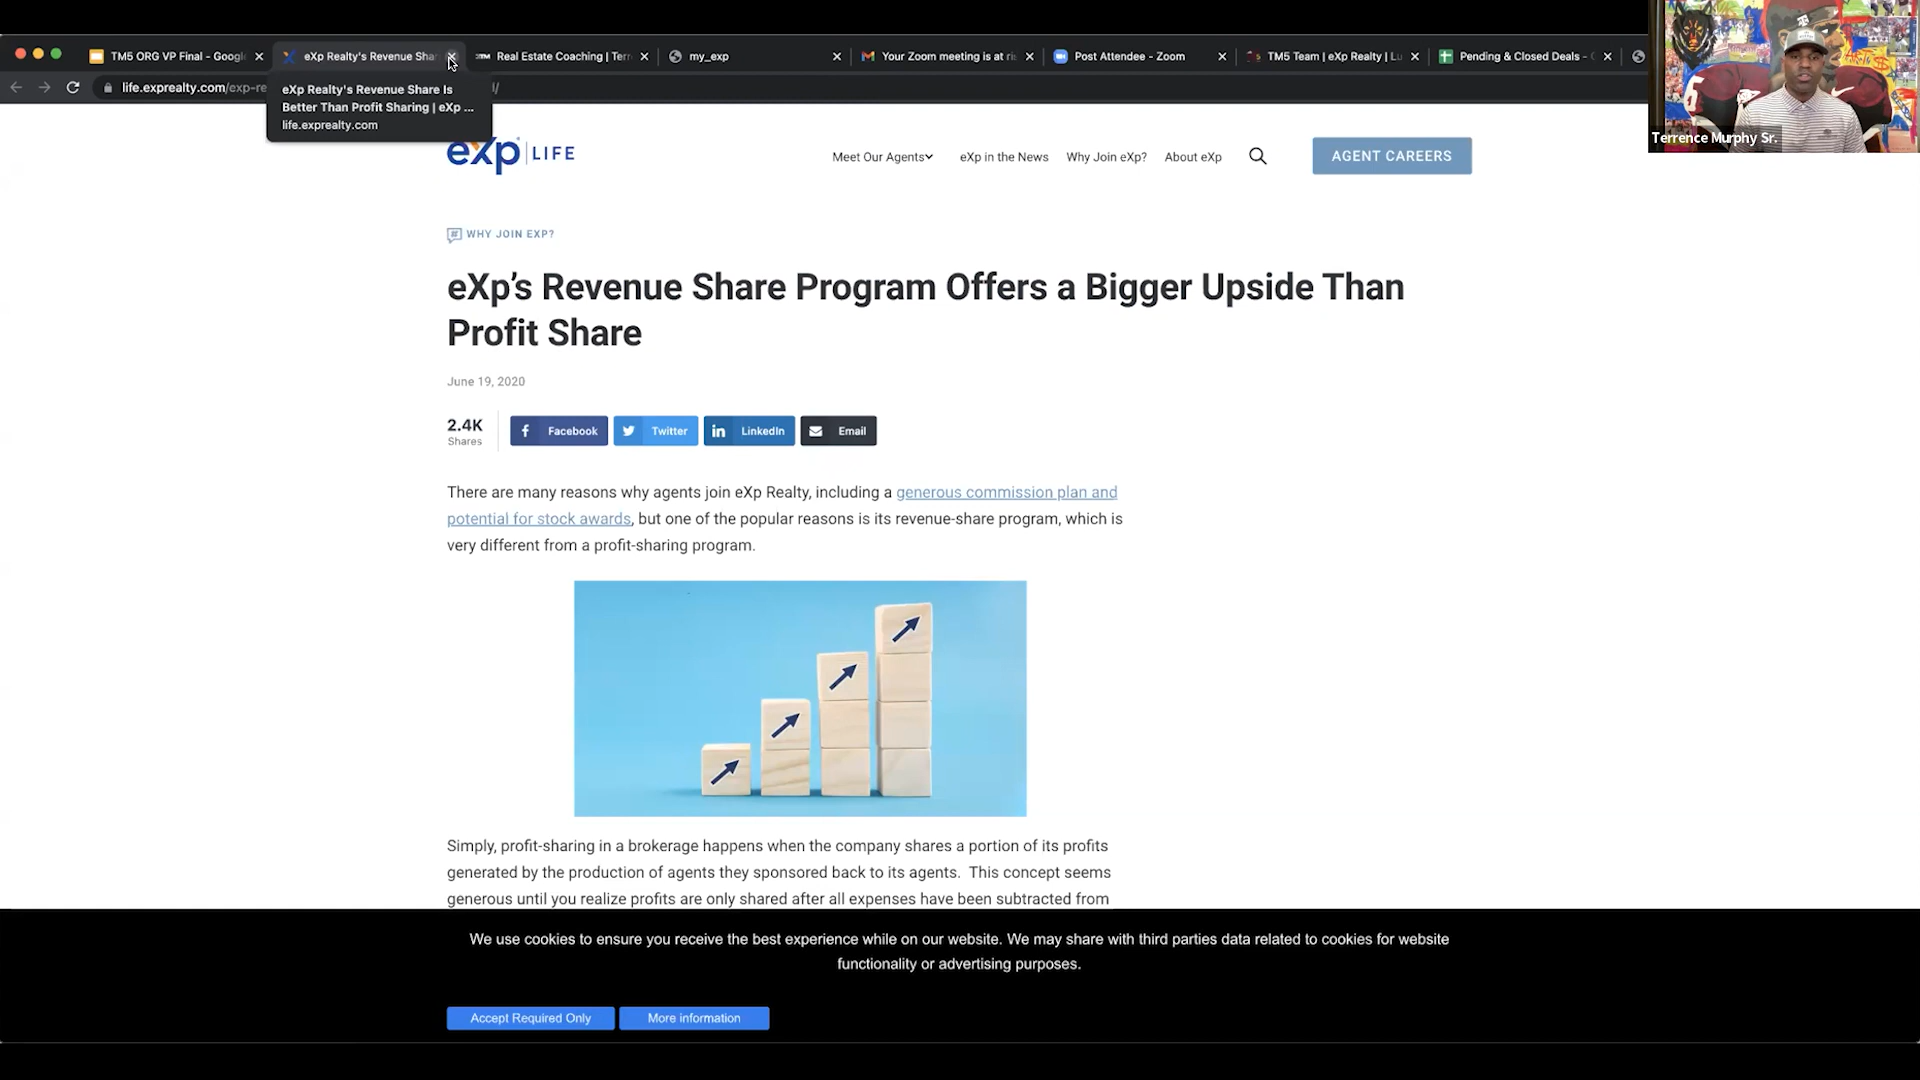 TM5 ORG VP Final - Googl
eXp Realty's Revenue Shar
Real Estate Coaching | Terr
my_exp
Your Zoom meeting is at ris
Post Attendee - Zoom
TM5 Team | eXp Realty | Lu
Pending & Closed Deals - G
life.exprealty.com/exp-re
eXp Realty's Revenue Share Is
Better Than Profit Sharing | eXp ...
life.exprealty.com
Terrence Murphy Sr.
eXp | LIFE
Meet Our Agents
eXp in the News
Why Join eXp?
About eXp
AGENT CAREERS
WHY JOIN EXP?
eXp’s Revenue Share Program Offers a Bigger Upside Than
Profit Share
June 19, 2020
2.4K
Shares
Facebook
Twitter
LinkedIn
Email
There are many reasons why agents join eXp Realty, including a generous commission plan and
potential for stock awards, but one of the popular reasons is its revenue-share program, which is
very different from a profit-sharing program.
Simply, profit-sharing in a brokerage happens when the company shares a portion of its profits
generated by the production of agents they sponsored back to its agents. This concept seems
generous until you realize profits are only shared after all expenses have been subtracted from
We use cookies to ensure you receive the best experience while on our website. We may share with third parties data related to cookies for website
functionality or advertising purposes.
Accept Required Only
More information